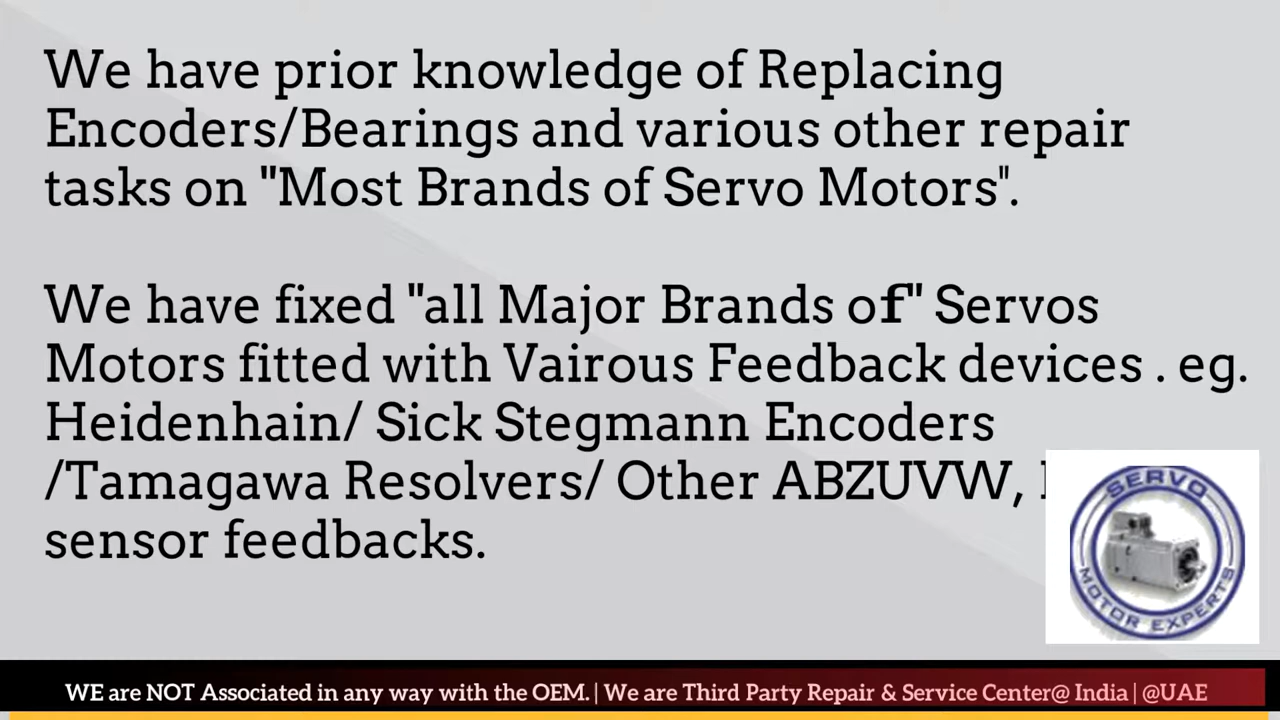 We have prior knowledge of Replacing
Encoders/Bearings and various other repair
tasks on "Most Brands of Servo Motors".
We have fixed "all Major Brands of" Servos
Motors fitted with Vairous Feedback devices . eg.
Heidenhain/ Sick Stegmann Encoders
/Tamagawa Resolvers/ Other ABZUVW,
sensor feedbacks.
SERVO
MOTOR EXPERTS
WE are NOT Associated in any way with the OEM. | We are Third Party Repair & Service Center@ India | @UAE